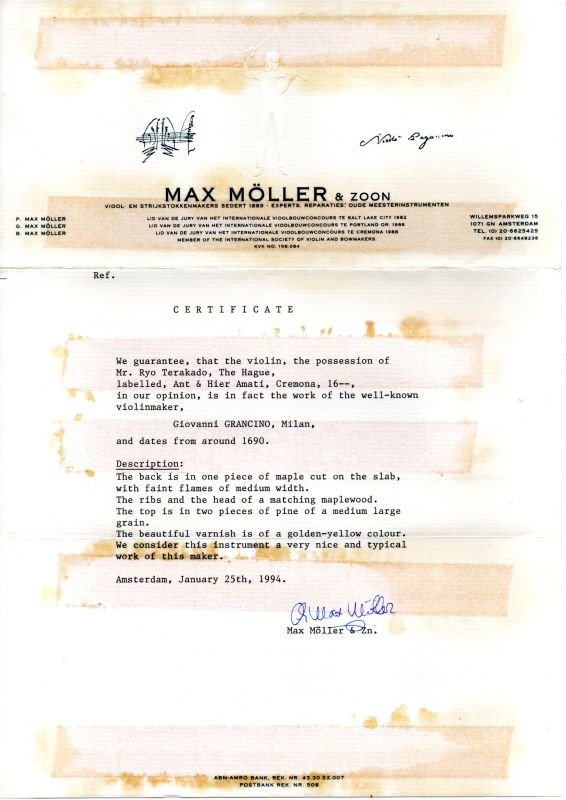 Nicolò Paganini
MAX MÖLLER & ZOON
VIOOL- EN STRIJKSTOKKENMAKERS SEDERT 1889 - EXPERTS, REPARATIES, OUDE MEESTERINSTRUMENTEN
P. MAX MÖLLER
G. MAX MÖLLER
B. MAX MÖLLER
LID VAN DE JURY VAN HET INTERNATIONALE VIOOLBOUWCONCOURS TE SALT LAKE CITY 1982
LID VAN DE JURY VAN HET INTERNATIONALE VIOOLBOUWCONCOURS TE PORTLAND OR. 1986
LID VAN DE JURY VAN HET INTERNATIONALE VIOOLBOUWCONCOURS TE CREMONA 1988
MEMBER OF THE INTERNATIONAL SOCIETY OF VIOLIN AND BOWMAKERS.
KVK NO. 156.084
WILLEMSPARKWEG 15
1071 GN AMSTERDAM
TEL. (0) 20-6625425
FAX (0) 20-6648236
Ref.
CERTIFICATE
We guarantee, that the violin, the possession of
Mr. Ryo Terakado, The Hague,
labelled, Ant & Hier Amati, Cremona, 16--,
in our opinion, is in fact the work of the well-known
violinmaker,
Giovanni GRANCINO, Milan,
and dates from around 1690.
Description:
The back is in one piece of maple cut on the slab,
with faint flames of medium width.
The ribs and the head of a matching maplewood.
The top is in two pieces of pine of a medium large
grain.
The beautiful varnish is of a golden-yellow colour.
We consider this instrument a very nice and typical
work of this maker.
Amsterdam, January 25th, 1994.
Max Möller
Max Möller & Zn.
ABN-AMRO BANK, REK. NR. 43.30.52.007
POSTBANK REK. NR. 508